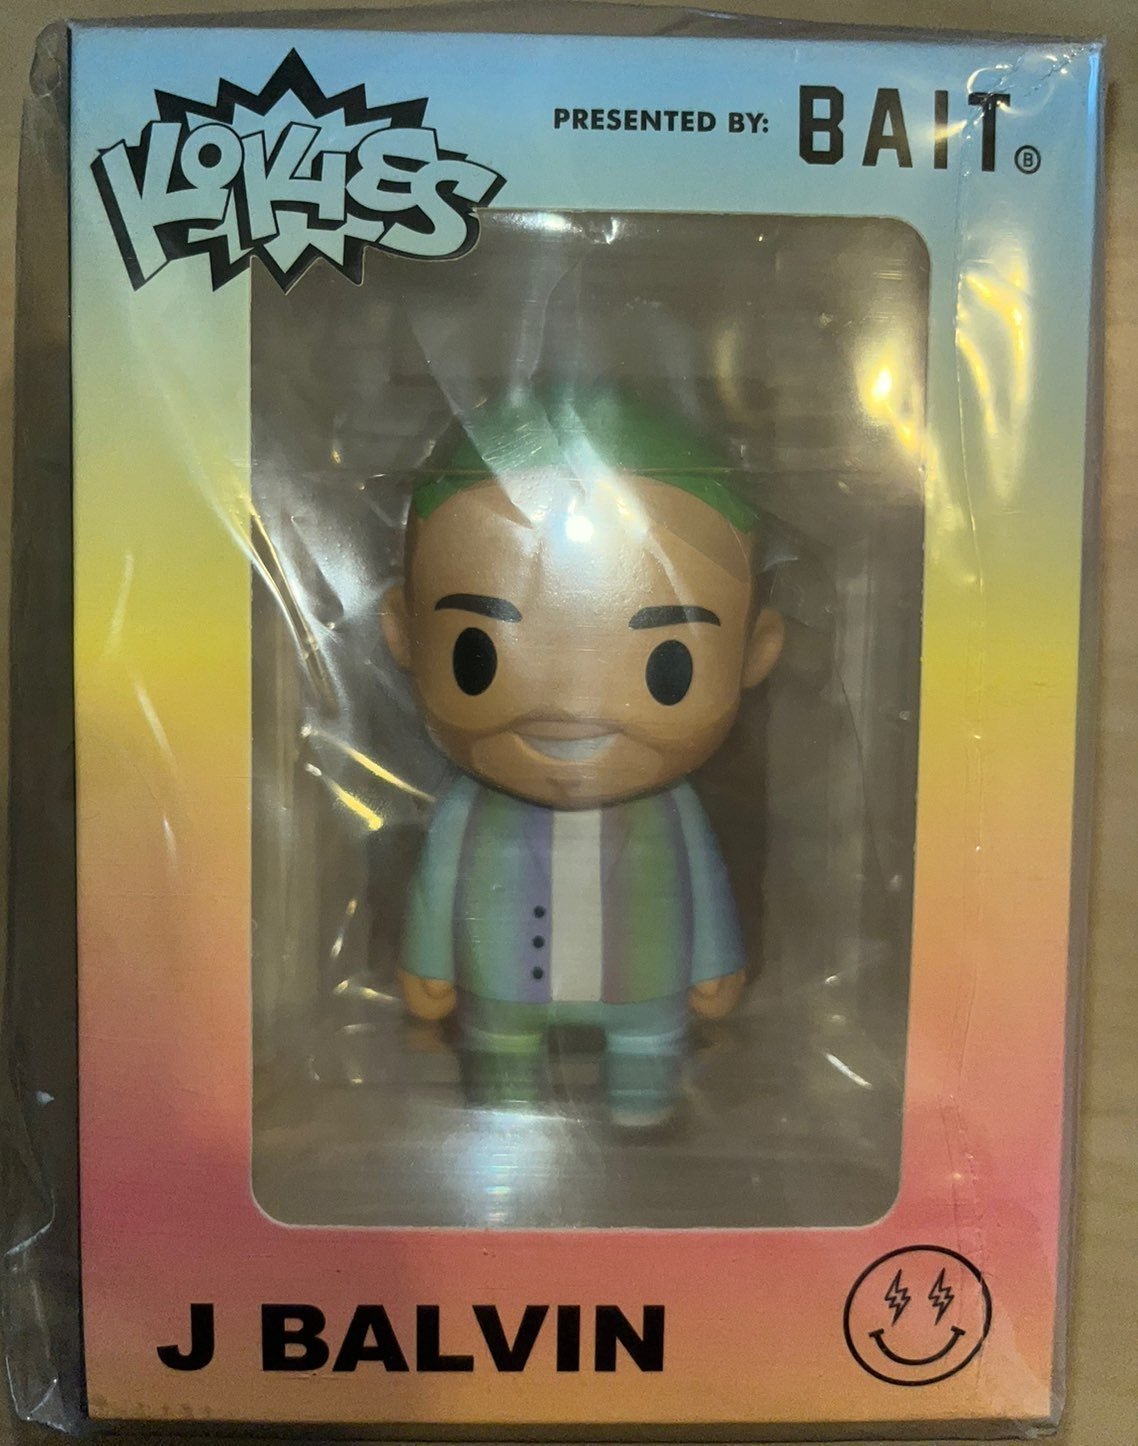 KOKIES
PRESENTED BY: BAIT®
J BALVIN